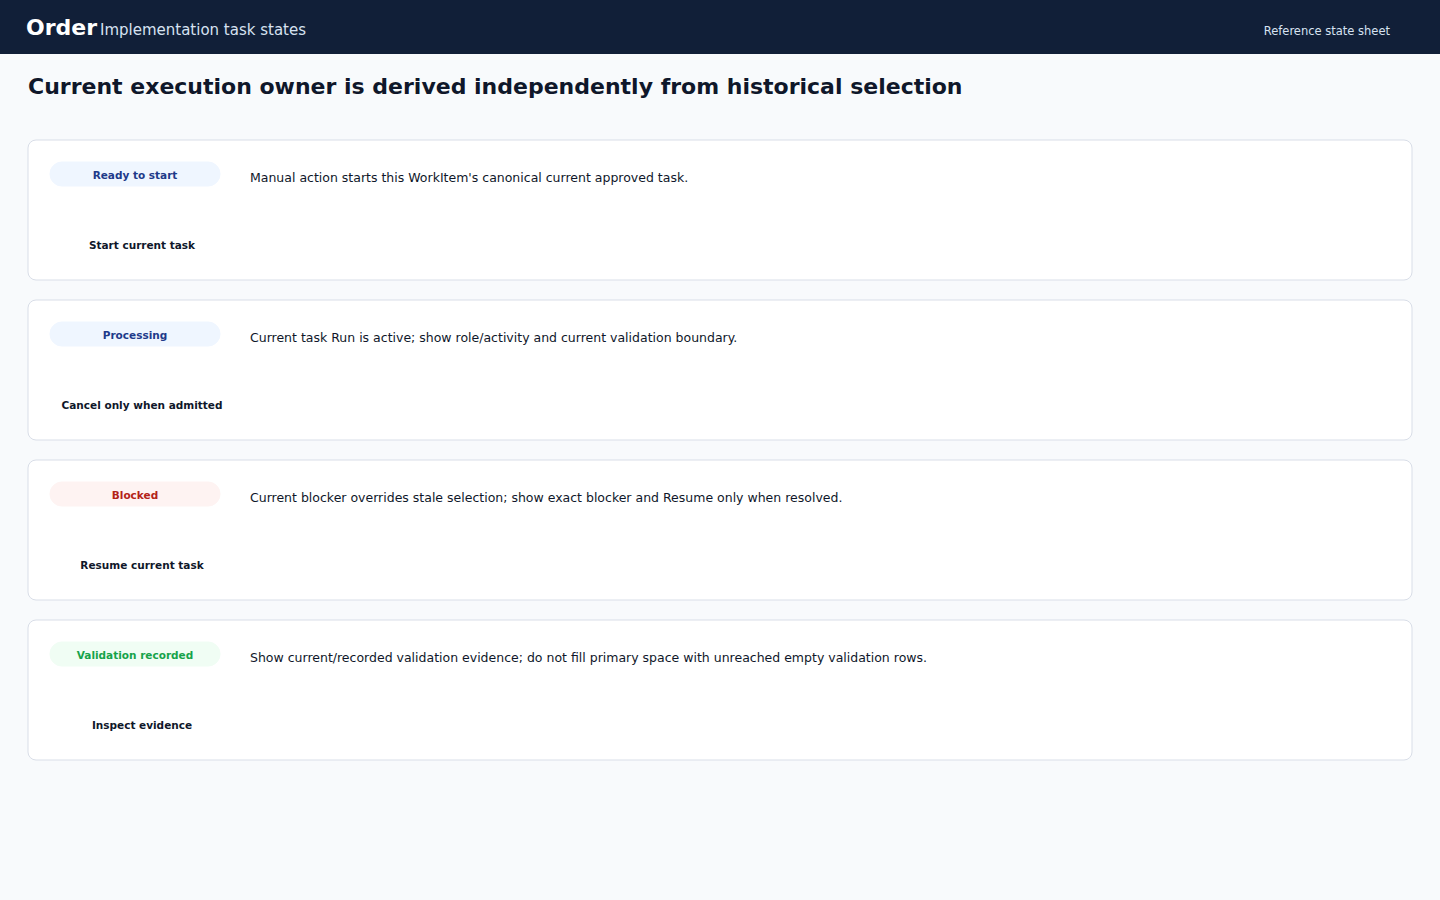 Order Implementation task states
Reference state sheet
Current execution owner is derived independently from historical selection
Ready to start
Manual action starts this WorkItem's canonical current approved task.
Start current task
Processing
Current task Run is active; show role/activity and current validation boundary.
Cancel only when admitted
Blocked
Current blocker overrides stale selection; show exact blocker and Resume only when resolved.
Resume current task
Validation recorded
Show current/recorded validation evidence; do not fill primary space with unreached empty validation rows.
Inspect evidence